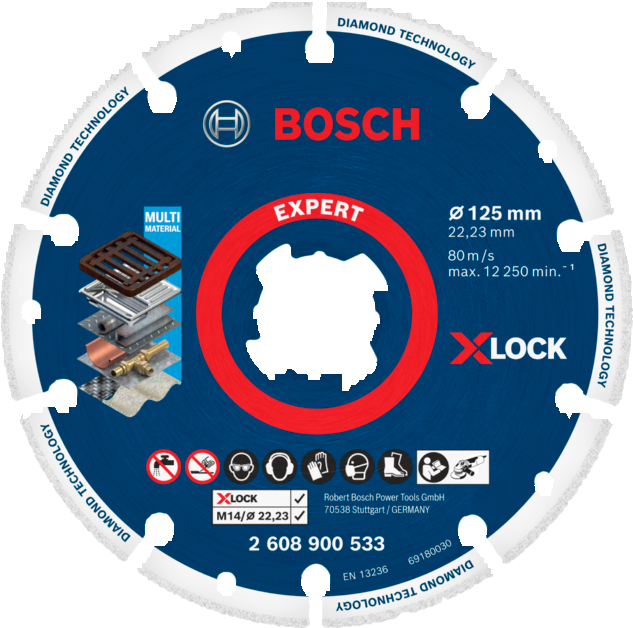 DIAMOND TECHNOLOGY
DIAMOND TECHNOLOGY
BOSCH
EXPERT
MULTI
MATERIAL
Ø 125 mm
22,23 mm
80 m/s
max. 12 250 min.⁻¹
DIAMOND TECHNOLOGY
XLOCK
XLOCK ✓
M14/Ø 22,23 ✓
Robert Bosch Power Tools GmbH
70538 Stuttgart / GERMANY
2 608 900 533
EN 13236
69180030
DIAMOND TECHNOLOGY
DIAMOND TECHNOLOGY